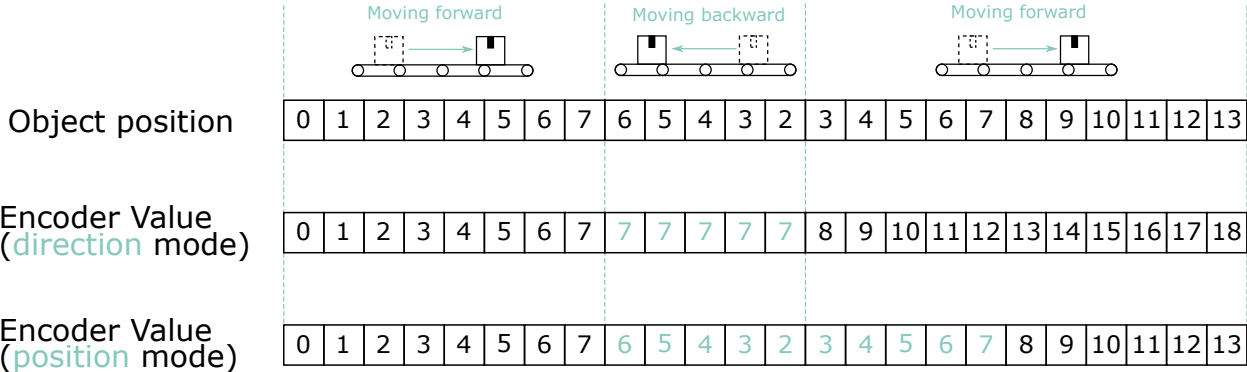 Moving forward Moving backward Moving forward
Object position 0 1 2 3 4 5 6 7 6 5 4 3 2 3 4 5 6 7 8 9 10 11 12 13
Encoder Value
(direction mode) 0 1 2 3 4 5 6 7 7 7 7 7 7 8 9 10 11 12 13 14 15 16 17 18
Encoder Value
(position mode) 0 1 2 3 4 5 6 7 6 5 4 3 2 3 4 5 6 7 8 9 10 11 12 13